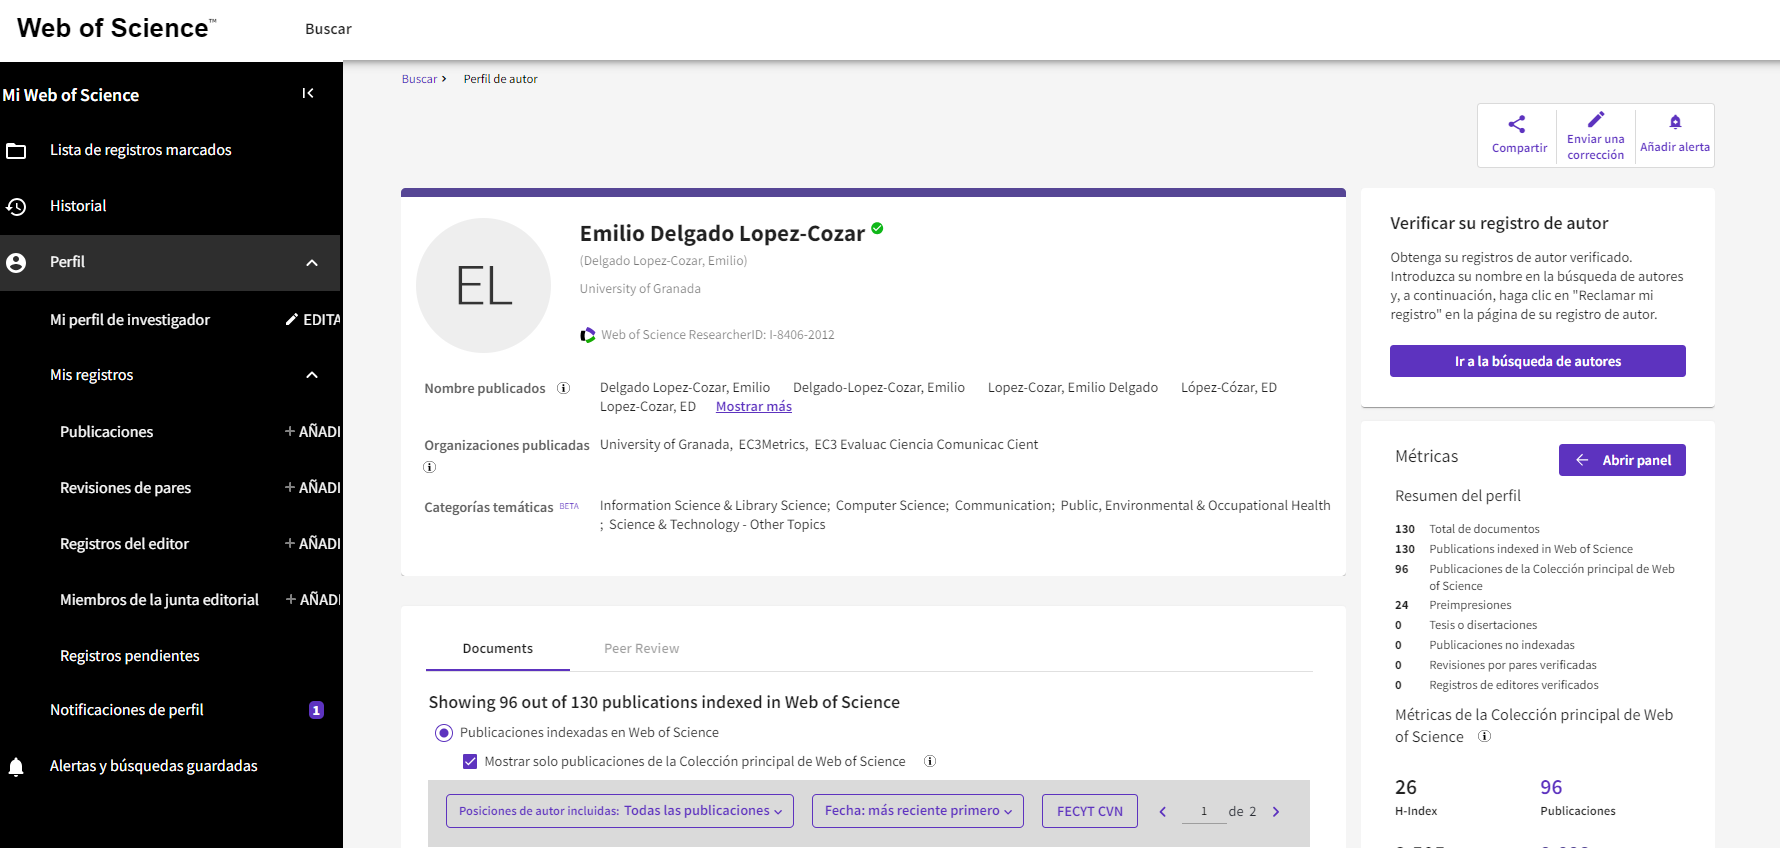 Web of Science™
Buscar
Mi Web of Science
Lista de registros marcados
Historial
Perfil
Mi perfil de investigador
EDITA
Mis registros
Publicaciones
+ AÑADI
Revisiones de pares
+ AÑADI
Registros del editor
+ AÑADI
Miembros de la junta editorial
+ AÑADI
Registros pendientes
Notificaciones de perfil
1
Alertas y búsquedas guardadas
Buscar > Perfil de autor
Compartir
Enviar una
corrección
Añadir alerta
EL
Emilio Delgado Lopez-Cozar
(Delgado Lopez-Cozar, Emilio)
University of Granada
Web of Science ResearcherID: I-8406-2012
Nombre publicados
Delgado Lopez-Cozar, Emilio Delgado-Lopez-Cozar, Emilio Lopez-Cozar, Emilio Delgado López-Cózar, ED
Lopez-Cozar, ED Mostrar más
Organizaciones publicadas
University of Granada, EC3Metrics, EC3 Evaluac Ciencia Comunicac Cient
Categorías temáticas BETA
Information Science & Library Science; Computer Science; Communication; Public, Environmental & Occupational Health
; Science & Technology - Other Topics
Documents
Peer Review
Showing 96 out of 130 publications indexed in Web of Science
Publicaciones indexadas en Web of Science
Mostrar solo publicaciones de la Colección principal de Web of Science
Posiciones de autor incluidas: Todas las publicaciones
Fecha: más reciente primero
FECYT CVN
< 1 de 2 >
Verificar su registro de autor
Obtenga su registros de autor verificado.
Introduzca su nombre en la búsqueda de autores
y, a continuación, haga clic en "Reclamar mi
registro" en la página de su registro de autor.
Ir a la búsqueda de autores
Métricas
← Abrir panel
Resumen del perfil
130 Total de documentos
130 Publications indexed in Web of Science
96 Publicaciones de la Colección principal de Web
of Science
24 Preimpresiones
0 Tesis o disertaciones
0 Publicaciones no indexadas
0 Revisiones por pares verificadas
0 Registros de editores verificados
Métricas de la Colección principal de Web
of Science
26
H-Index
96
Publicaciones